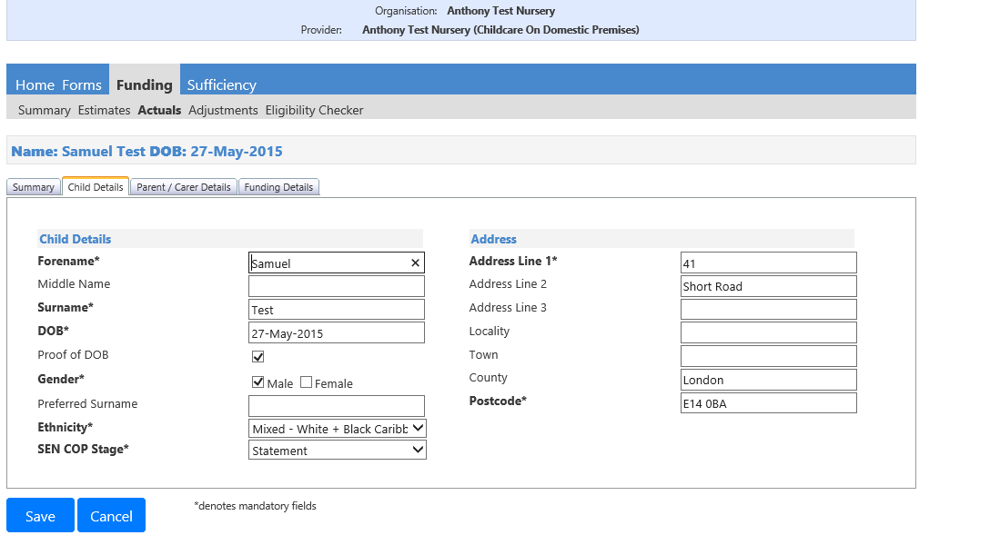 Organisation: Anthony Test Nursery
Provider: Anthony Test Nursery (Childcare On Domestic Premises)
Home Forms Funding Sufficiency
Summary Estimates Actuals Adjustments Eligibility Checker
Name: Samuel Test DOB: 27-May-2015
Summary Child Details Parent / Carer Details Funding Details
Child Details
Forename* Samuel
Middle Name
Surname* Test
DOB* 27-May-2015
Proof of DOB
Gender* Male Female
Preferred Surname
Ethnicity* Mixed - White + Black Caribb
SEN COP Stage* Statement
Address
Address Line 1* 41
Address Line 2 Short Road
Address Line 3
Locality
Town
County London
Postcode* E14 0BA
Save Cancel *denotes mandatory fields